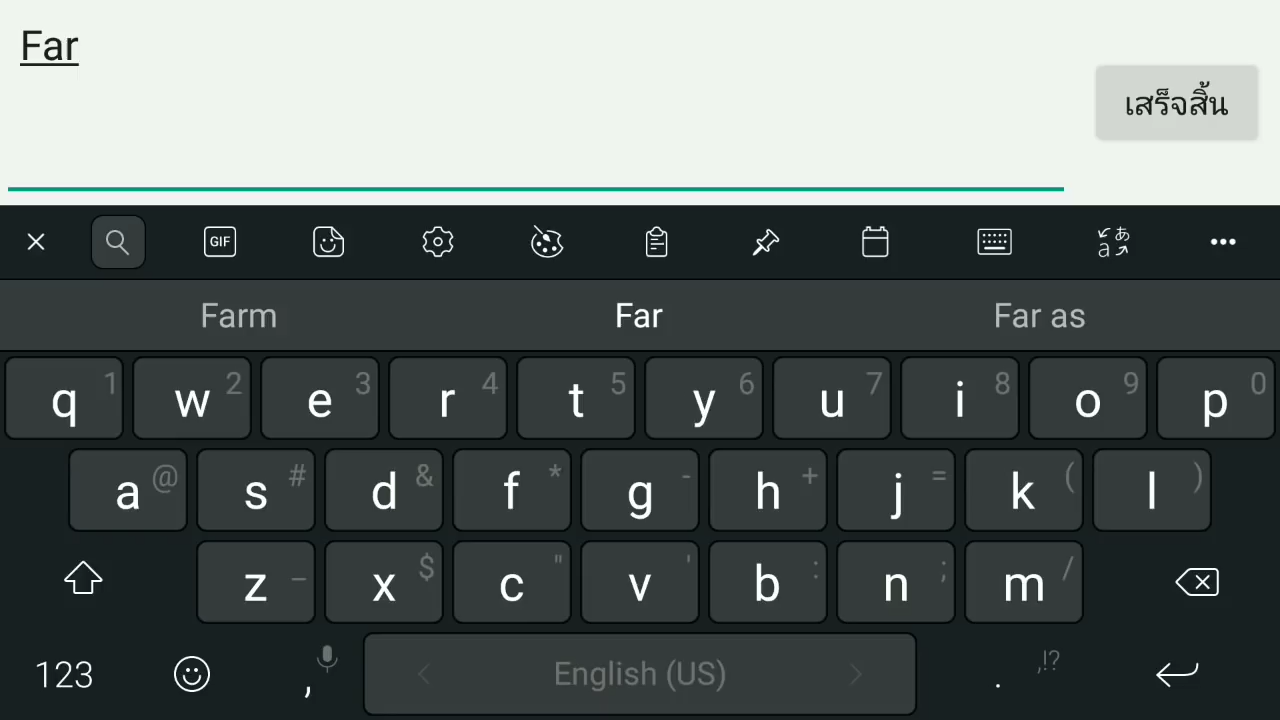 Far
เสร็จสิ้น
GIF
a あ
Farm Far Far as
q 1 w 2 e 3 r 4 t 5 y 6 u 7 i 8 o 9 p 0
a @ s # d & f * g - h + j = k ( l )
z _ x $ c " v ' b : n ; m /
123 , < English (US) > . ,!?